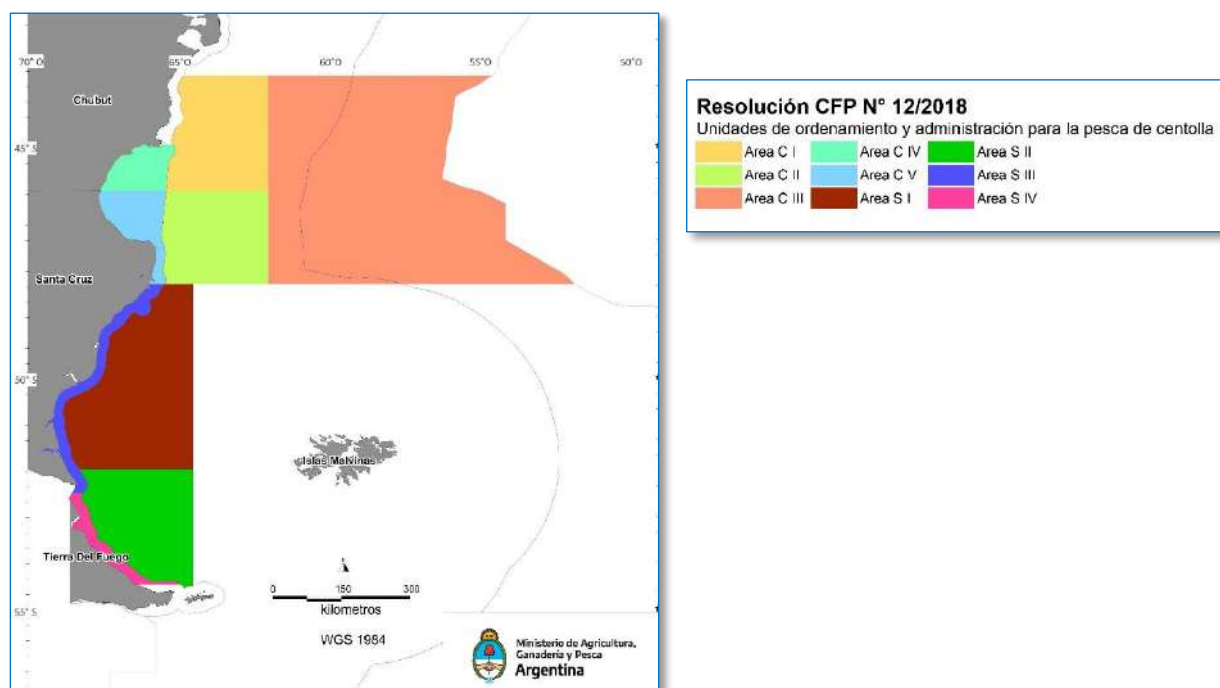 70° O
65°O
60°O
55°O
50°O
Chubut
45°S
Santa Cruz
50°S
Islas Malvinas
Tierra Del Fuego
55°S
0 150 300
kilometros
WGS 1984
Ministerio de Agricultura,
Ganadería y Pesca
Argentina
Resolución CFP N° 12/2018
Unidades de ordenamiento y administración para la pesca de centolla
Area C I
Area C IV
Area S II
Area C II
Area C V
Area S III
Area C III
Area S I
Area S IV